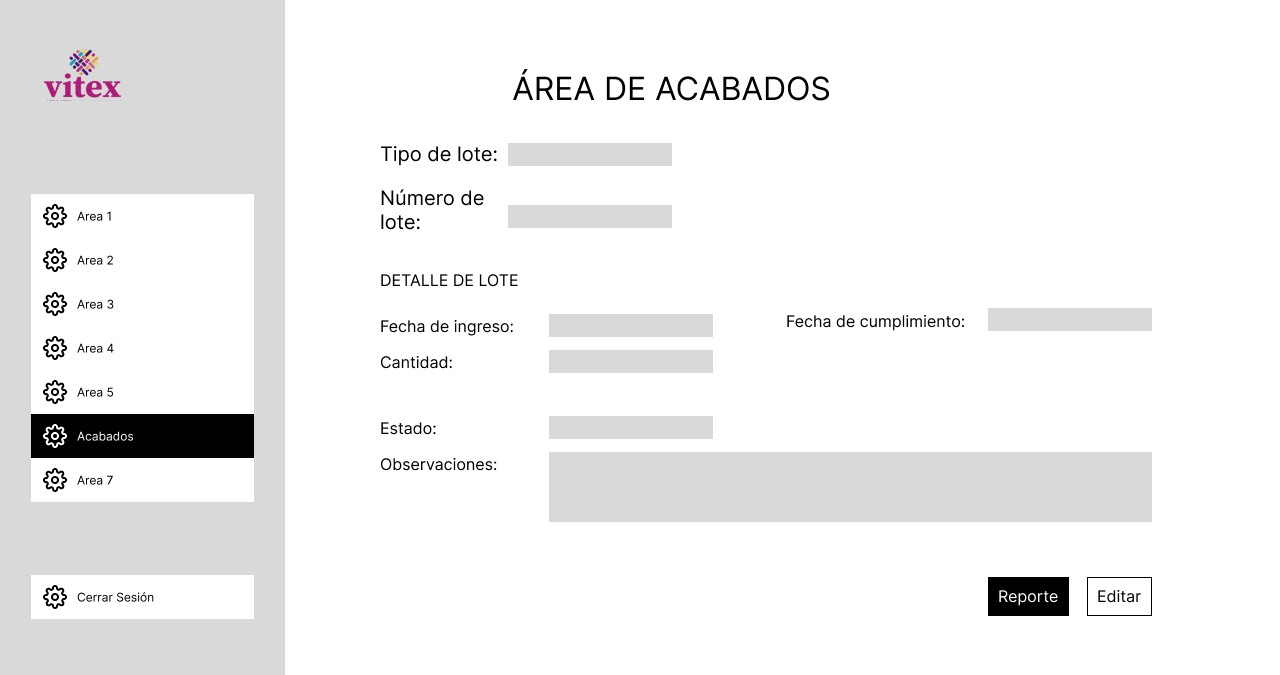 vitex
Area 1
Area 2
Area 3
Area 4
Area 5
Acabados
Area 7
Cerrar Sesión
ÁREA DE ACABADOS
Tipo de lote:
Número de
lote:
DETALLE DE LOTE
Fecha de ingreso:
Fecha de cumplimiento:
Cantidad:
Estado:
Observaciones:
Reporte
Editar